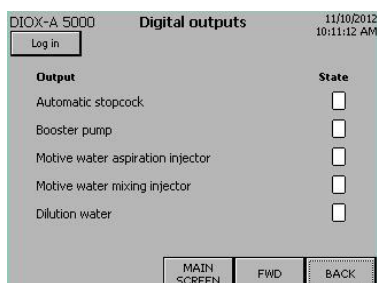 DIOX-A 5000 Digital outputs 11/10/2012
Log in 10:11:12 AM
Output State
Automatic stopcock
Booster pump
Motive water aspiration injector
Motive water mixing injector
Dilution water
MAIN SCREEN FWD BACK